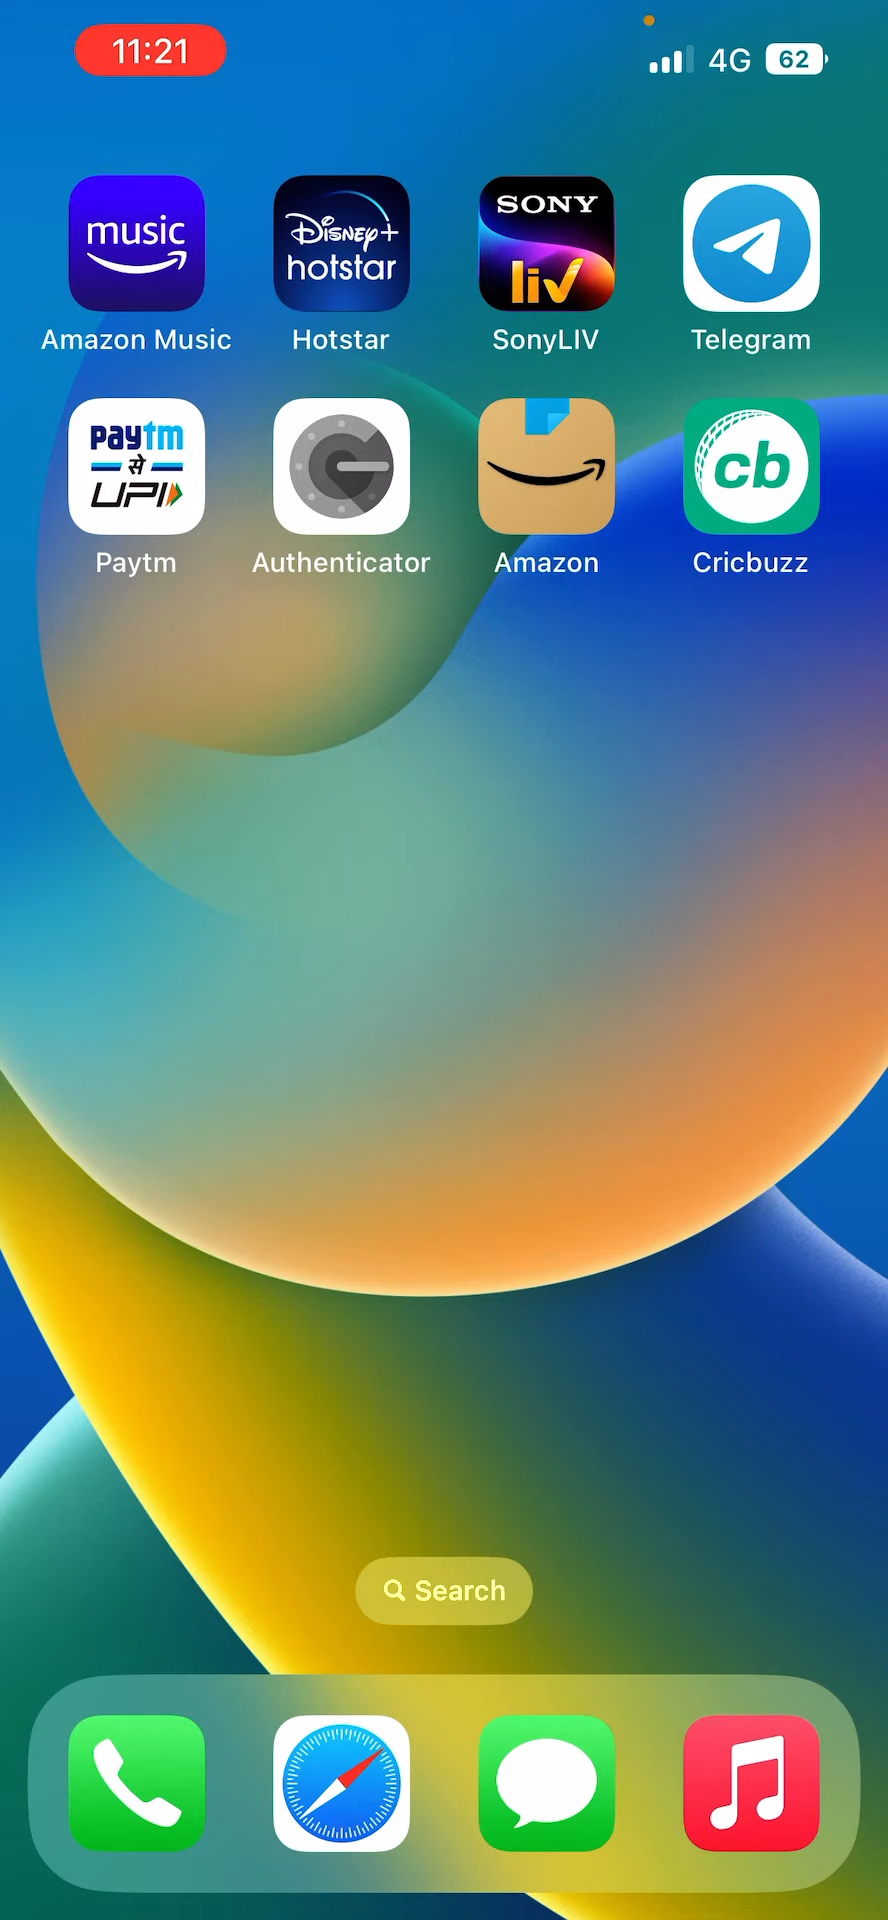 11:21
4G 62
music
Disney+
hotstar
SONY
liv
Amazon Music
Hotstar
SonyLIV
Telegram
paytm
से
UPI
cb
Paytm
Authenticator
Amazon
Cricbuzz
Search